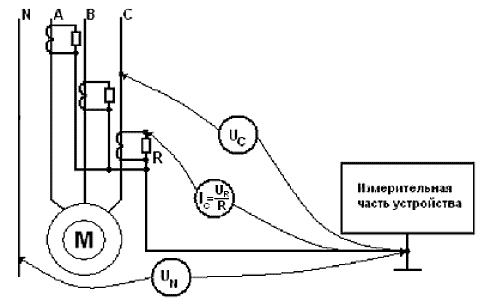 N A B C
U_C
R
I_C=U_R/R
Измерительная
часть устройства
M
U_N